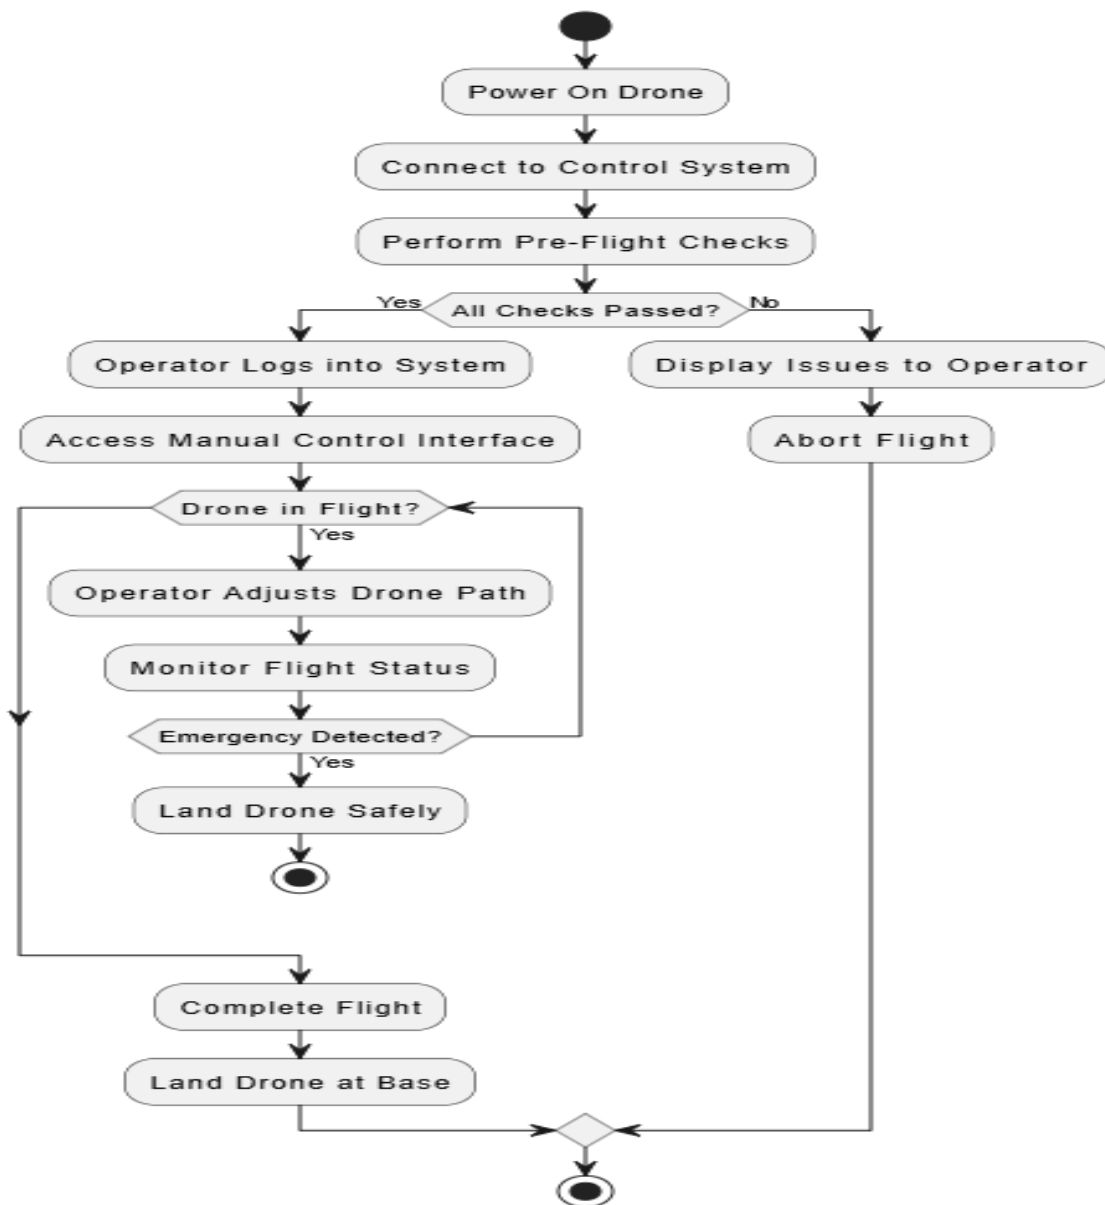 Power On Drone
Connect to Control System
Perform Pre-Flight Checks
Yes
All Checks Passed?
No
Operator Logs into System
Display Issues to Operator
Access Manual Control Interface
Abort Flight
Drone in Flight?
Yes
Operator Adjusts Drone Path
Monitor Flight Status
Emergency Detected?
Yes
Land Drone Safely
Complete Flight
Land Drone at Base